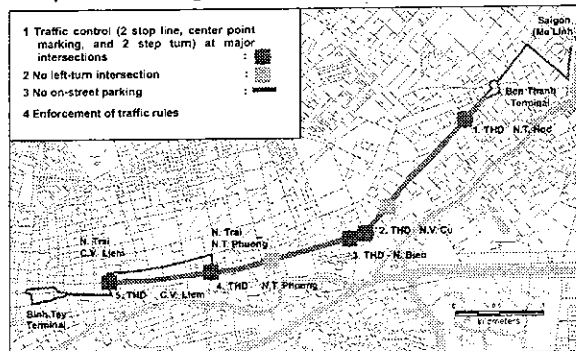 1 Traffic control (2 stop line, center point
marking, and 2 step turn) at major
intersections :
2 No left-turn intersection :
3 No on-street parking :
4 Enforcement of traffic rules
Saigon
(Me Linh)
Ben Thanh
Terminal
1. THD N.T. Hoc
2. THD - N.V. Cu
3. THD - N. Bieu
N. Trai
N.T. Phuong
N. Trai
C.V. Liem
4. THD N.T. Phuong
5. THD C.V. Liem
Binh Tay
Terminal
kilometers